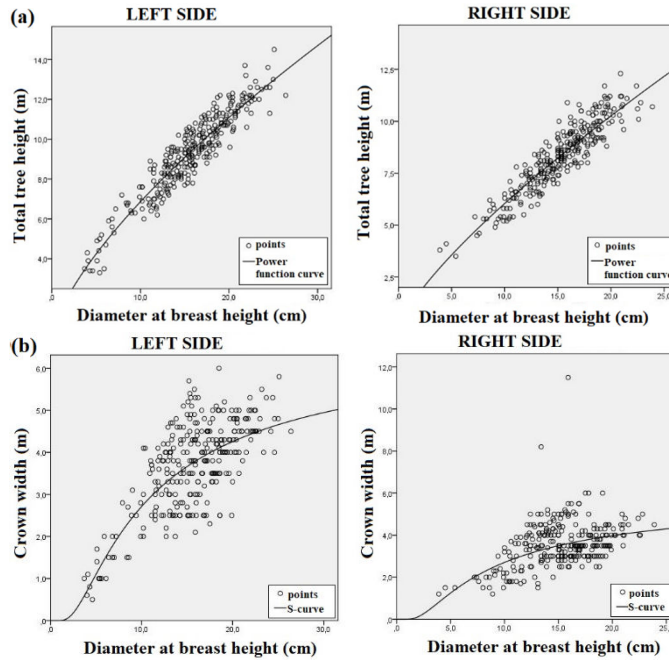 (a) LEFT SIDE RIGHT SIDE
Total tree height (m)
14,0
12,0
10,0
8,0
6,0
4,0
,0 10,0 20,0 30,0
Diameter at breast height (cm)
points
Power
function curve
Total tree height (m)
12,5
10,0
7,5
5,0
2,5
,0 5,0 10,0 15,0 20,0 25,0
Diameter at breast height (cm)
points
Power
function curve
(b) LEFT SIDE RIGHT SIDE
Crown width (m)
6,0
5,0
4,0
3,0
2,0
1,0
,0
,0 10,0 20,0 30,0
Diameter at breast height (cm)
points
S-curve
Crown width (m)
12,0
10,0
8,0
6,0
4,0
2,0
,0
,0 5,0 10,0 15,0 20,0 25,0
Diameter at breast height (cm)
points
S-curve